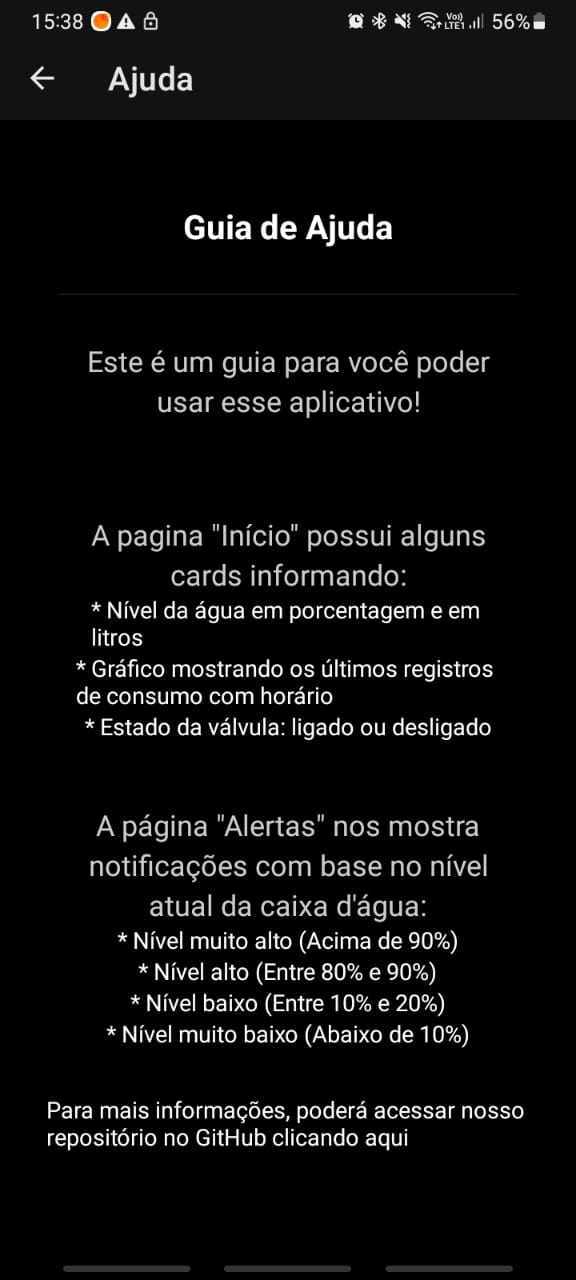 15:38 56%
Ajuda
Guia de Ajuda
Este é um guia para você poder
usar esse aplicativo!
A pagina "Início" possui alguns
cards informando:
* Nível da água em porcentagem e em
litros
* Gráfico mostrando os últimos registros
de consumo com horário
* Estado da válvula: ligado ou desligado
A página "Alertas" nos mostra
notificações com base no nível
atual da caixa d'água:
* Nível muito alto (Acima de 90%)
* Nível alto (Entre 80% e 90%)
* Nível baixo (Entre 10% e 20%)
* Nível muito baixo (Abaixo de 10%)
Para mais informações, poderá acessar nosso
repositório no GitHub clicando aqui